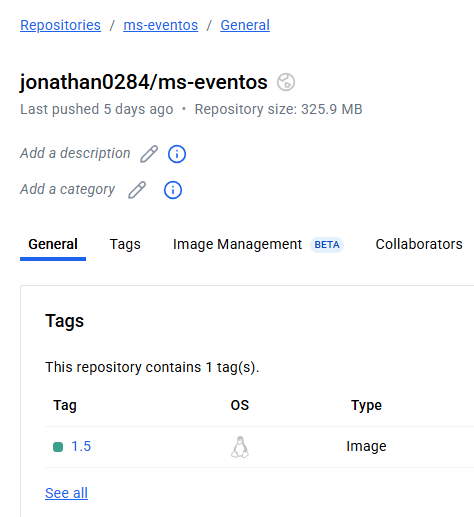 Repositories / ms-eventos / General
jonathan0284/ms-eventos
Last pushed 5 days ago • Repository size: 325.9 MB
Add a description
Add a category
General Tags Image Management BETA Collaborators
Tags
This repository contains 1 tag(s).
Tag OS Type
1.5 Image
See all